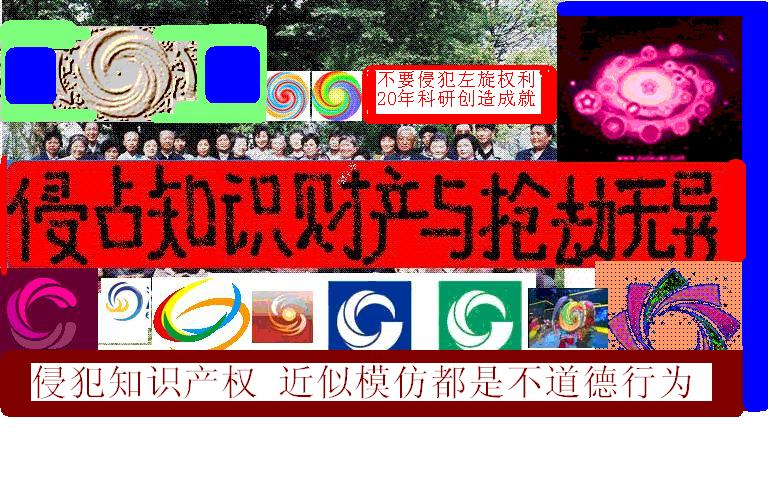 不要侵犯左旋权利
20年科研创造成就
侵占知识财产与抢劫无异
侵犯知识产权 近似模仿都是不道德行为